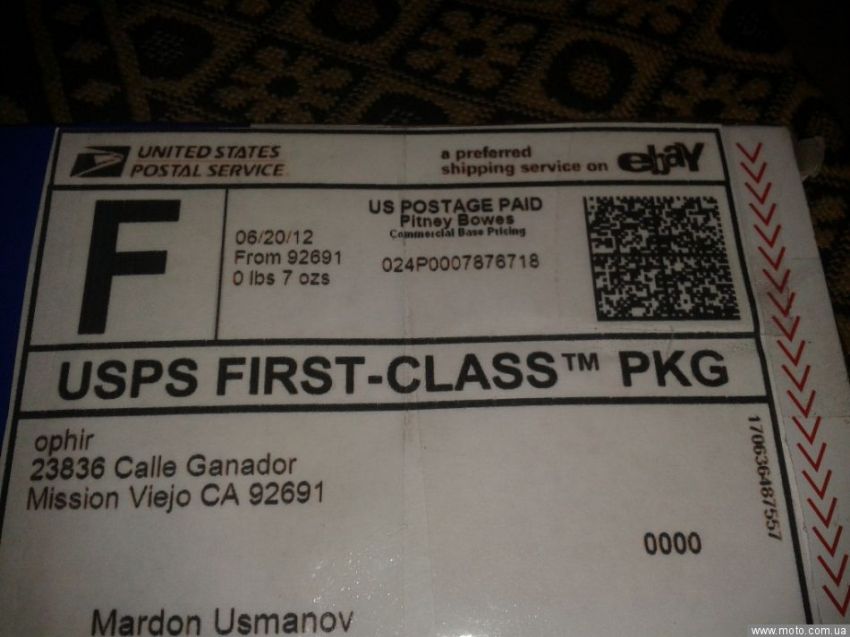 UNITED STATES
POSTAL SERVICE
a preferred
shipping service on ebay
F
06/20/12
From 92691
0 lbs 7 ozs
US POSTAGE PAID
Pitney Bowes
Commercial Base Pricing
024P0007876718
USPS FIRST-CLASS™ PKG
ophir
23836 Calle Ganador
Mission Viejo CA 92691
170636487557
0000
Mardon Usmanov
www.moto.com.ua